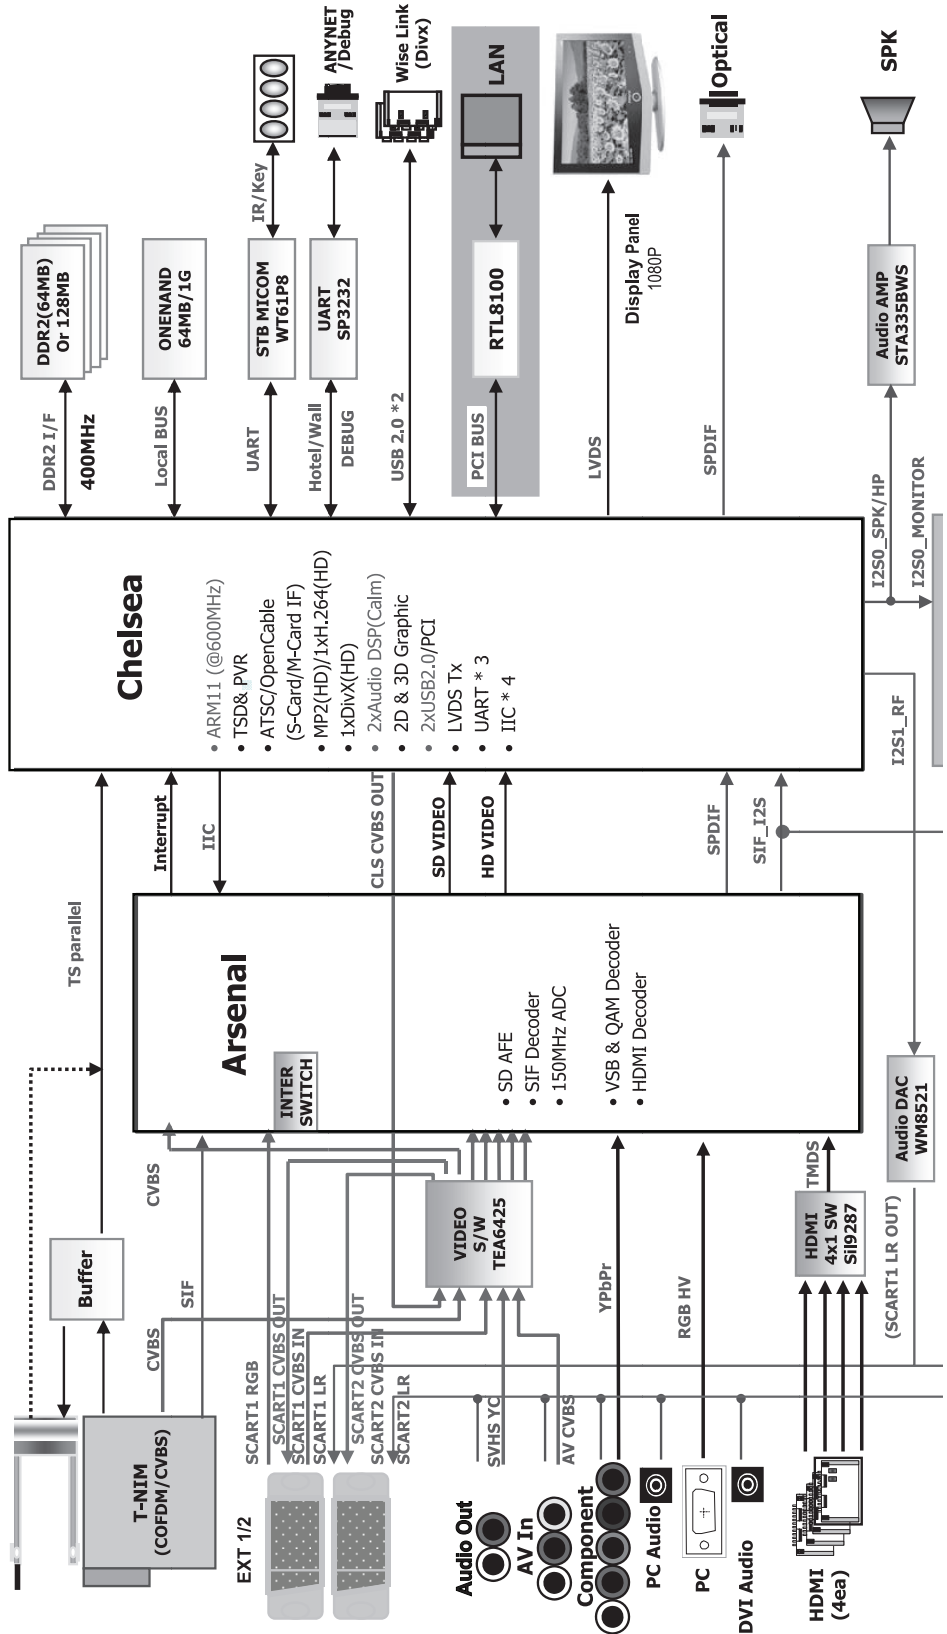 T-NIM
(COFDM/CVBS)
Buffer
TS parallel
CVBS
SIF
CVBS
EXT 1/2
SCART1 RGB
SCART1 CVBS OUT
SCART1 CVBS IN
SCART1 LR
SCART2 CVBS OUT
SCART2 CVBS IN
SCART2 LR
Audio Out
SVHS YC
AV In
AV CVBS
Component
YPbPr
PC Audio
PC
RGB HV
DVI Audio
HDMI
(4ea)
HDMI
4x1 SW
SiI9287
TMDS
VIDEO
S/W
TEA6425
(SCART1 LR OUT)
Audio DAC
WM8521
Arsenal
INTER
SWITCH
• SD AFE
• SIF Decoder
• 150MHz ADC
• VSB & QAM Decoder
• HDMI Decoder
Interrupt
IIC
CLS CVBS OUT
SD VIDEO
HD VIDEO
SPDIF
SIF_I2S
I2S1_RF
Chelsea
• ARM11 (@600MHz)
• TSD& PVR
• ATSC/OpenCable
(S-Card/M-Card IF)
• MP2(HD)/1xH.264(HD)
• 1xDivX(HD)
• 2xAudio DSP(Calm)
• 2D & 3D Graphic
• 2xUSB2.0/PCI
• LVDS Tx
• UART * 3
• IIC * 4
DDR2 I/F
400MHz
DDR2(64MB)
Or 128MB
Local BUS
ONENAND
64MB/1G
UART
STB MICOM
WT61P8
IR/Key
Hotel/Wall
DEBUG
UART
SP3232
ANYNET
/Debug
USB 2.0 *2
Wise Link
(Divx)
PCI BUS
RTL8100
LAN
LVDS
Display Panel
1080P
SPDIF
Optical
I2S0_SPK/HP
I2S0_MONITOR
Audio AMP
STA335BWS
SPK